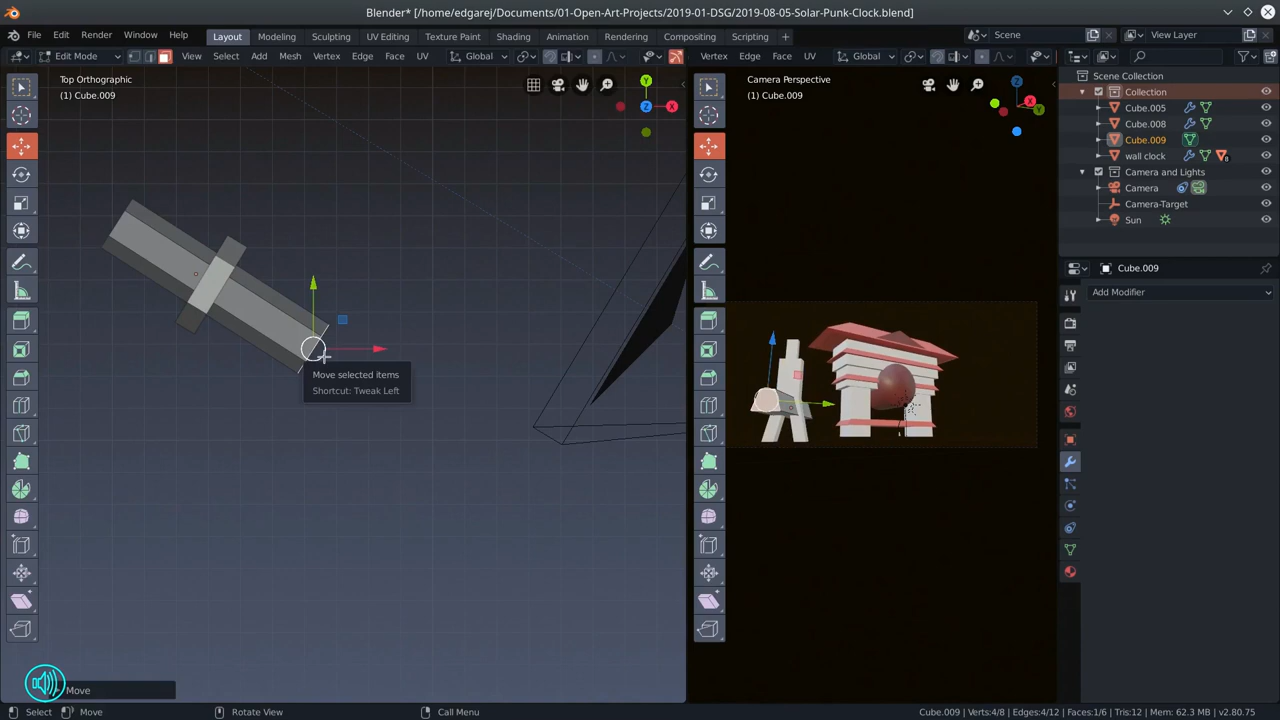 Blender* [/home/edgarej/Documents/01-Open-Art-Projects/2019-01-DSG/2019-08-05-Solar-Punk-Clock.blend]
File Edit Render Window Help Layout Modeling Sculpting UV Editing Texture Paint Shading Animation Rendering Compositing Scripting + Scene View Layer
Edit Mode View Select Add Mesh Vertex Edge Face UV Global Vertex Edge Face UV Global
Top Orthographic
(1) Cube.009
Y
Z
X
Camera Perspective
(1) Cube.009
Z
X
Y
Scene Collection
Collection
Cube.005
Cube.008
Cube.009
wall clock 8
Camera and Lights
Camera
Camera-Target
Sun
Cube.009
Add Modifier
Move selected items
Shortcut: Tweak Left
Move
Select Move Rotate View Call Menu Cube.009 | Verts:4/8 | Edges:4/12 | Faces:1/6 | Tris:12 | Mem: 62.3 MB | v2.80.75